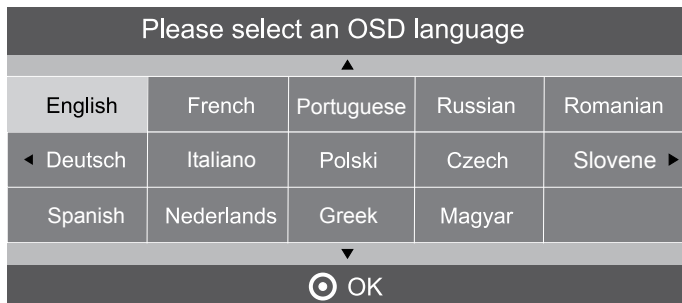 Please select an OSD language
English French Portuguese Russian Romanian
Deutsch Italiano Polski Czech Slovene
Spanish Nederlands Greek Magyar
OK